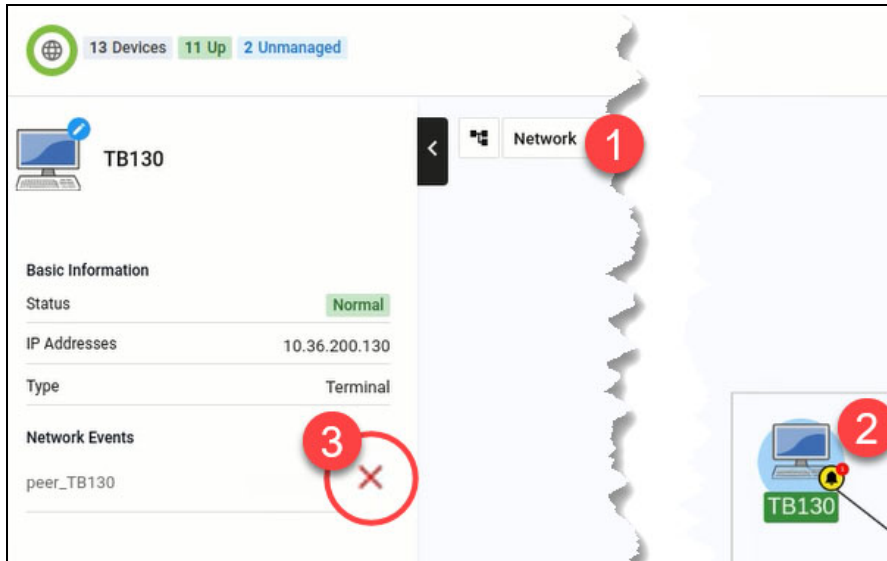 13 Devices 11 Up 2 Unmanaged
TB130
Network
1
Basic Information
Status Normal
IP Addresses 10.36.200.130
Type Terminal
Network Events
3
peer_TB130
2
1
TB130